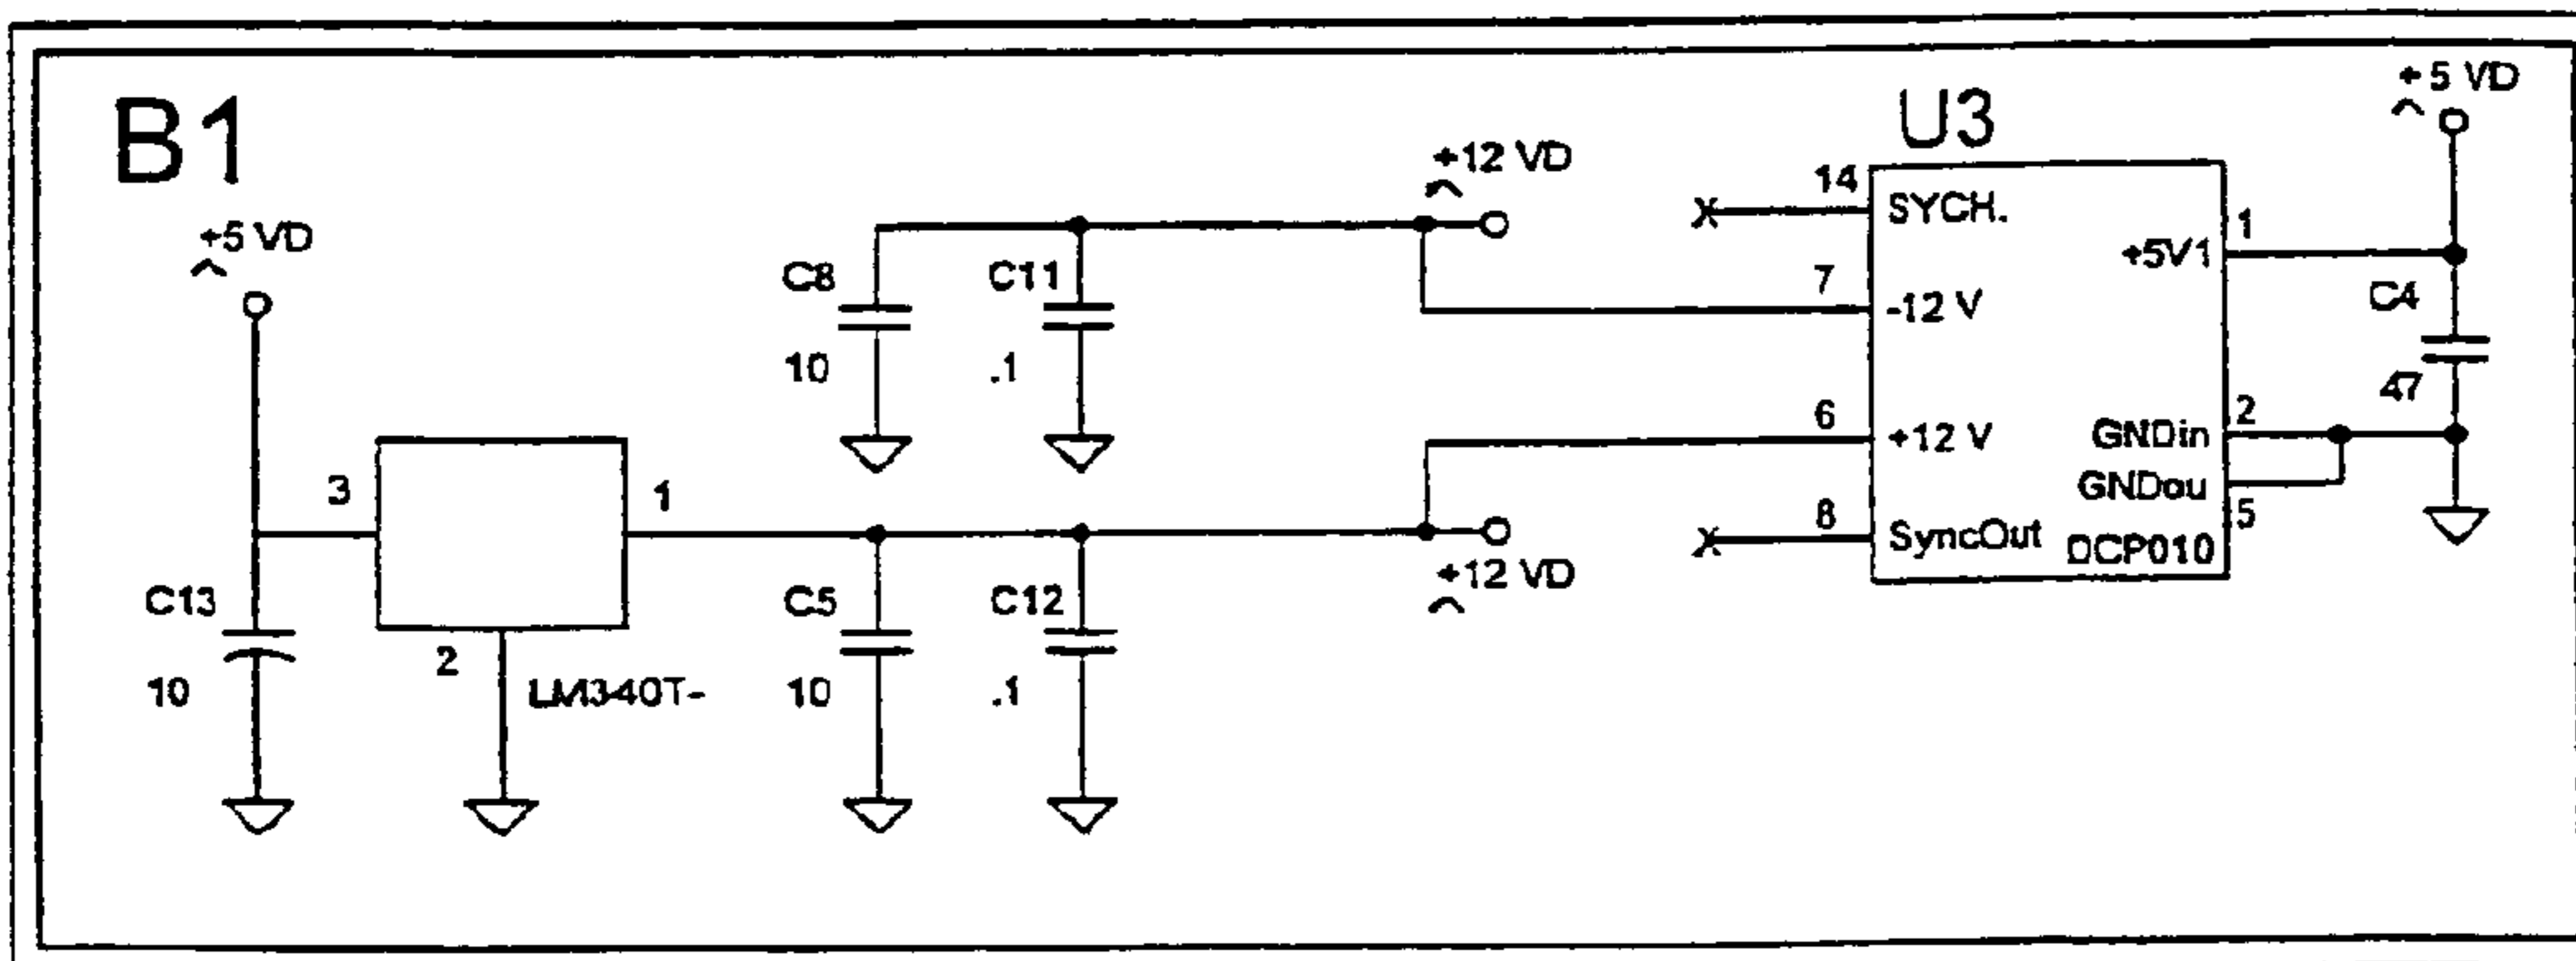 B1
U3
+5 VD
+12 VD
+5 VD
14
SYCH.
1
+5V1
C8
C11
7
-12 V
C4
10
.1
47
6
+12 V
2
GNDin
3
1
GNDou
5
8
SyncOut
DCP010
+12 VD
C13
C5
C12
2
10
LM340T-
10
.1